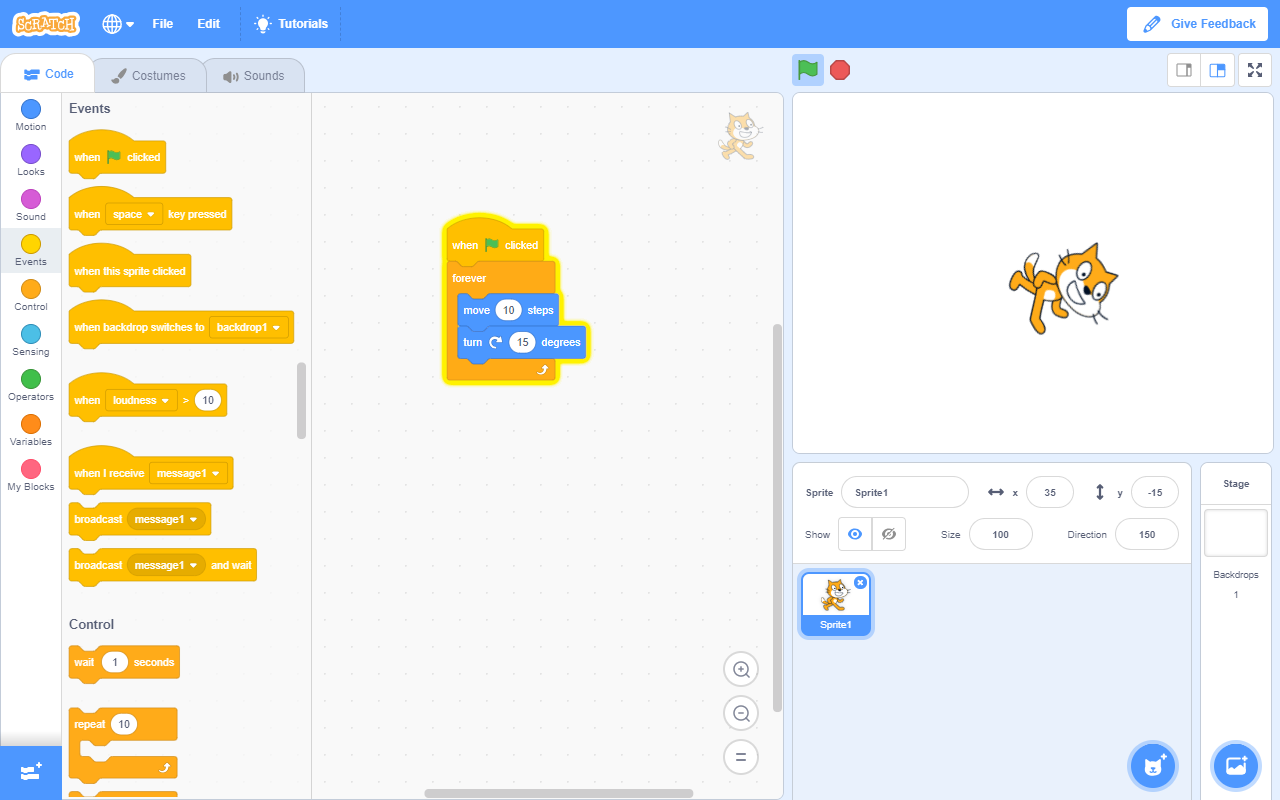 SCRATCH File Edit Tutorials Give Feedback
Code Costumes Sounds
Motion
Looks
Sound
Events
Control
Sensing
Operators
Variables
My Blocks
Events
when clicked
when space key pressed
when this sprite clicked
when backdrop switches to backdrop1
when loudness > 10
when I receive message1
broadcast message1
broadcast message1 and wait
Control
wait 1 seconds
repeat 10
when clicked
forever
move 10 steps
turn 15 degrees
Sprite Sprite1 x 35 y -15
Show Size 100 Direction 150
Sprite1
Stage
Backdrops
1